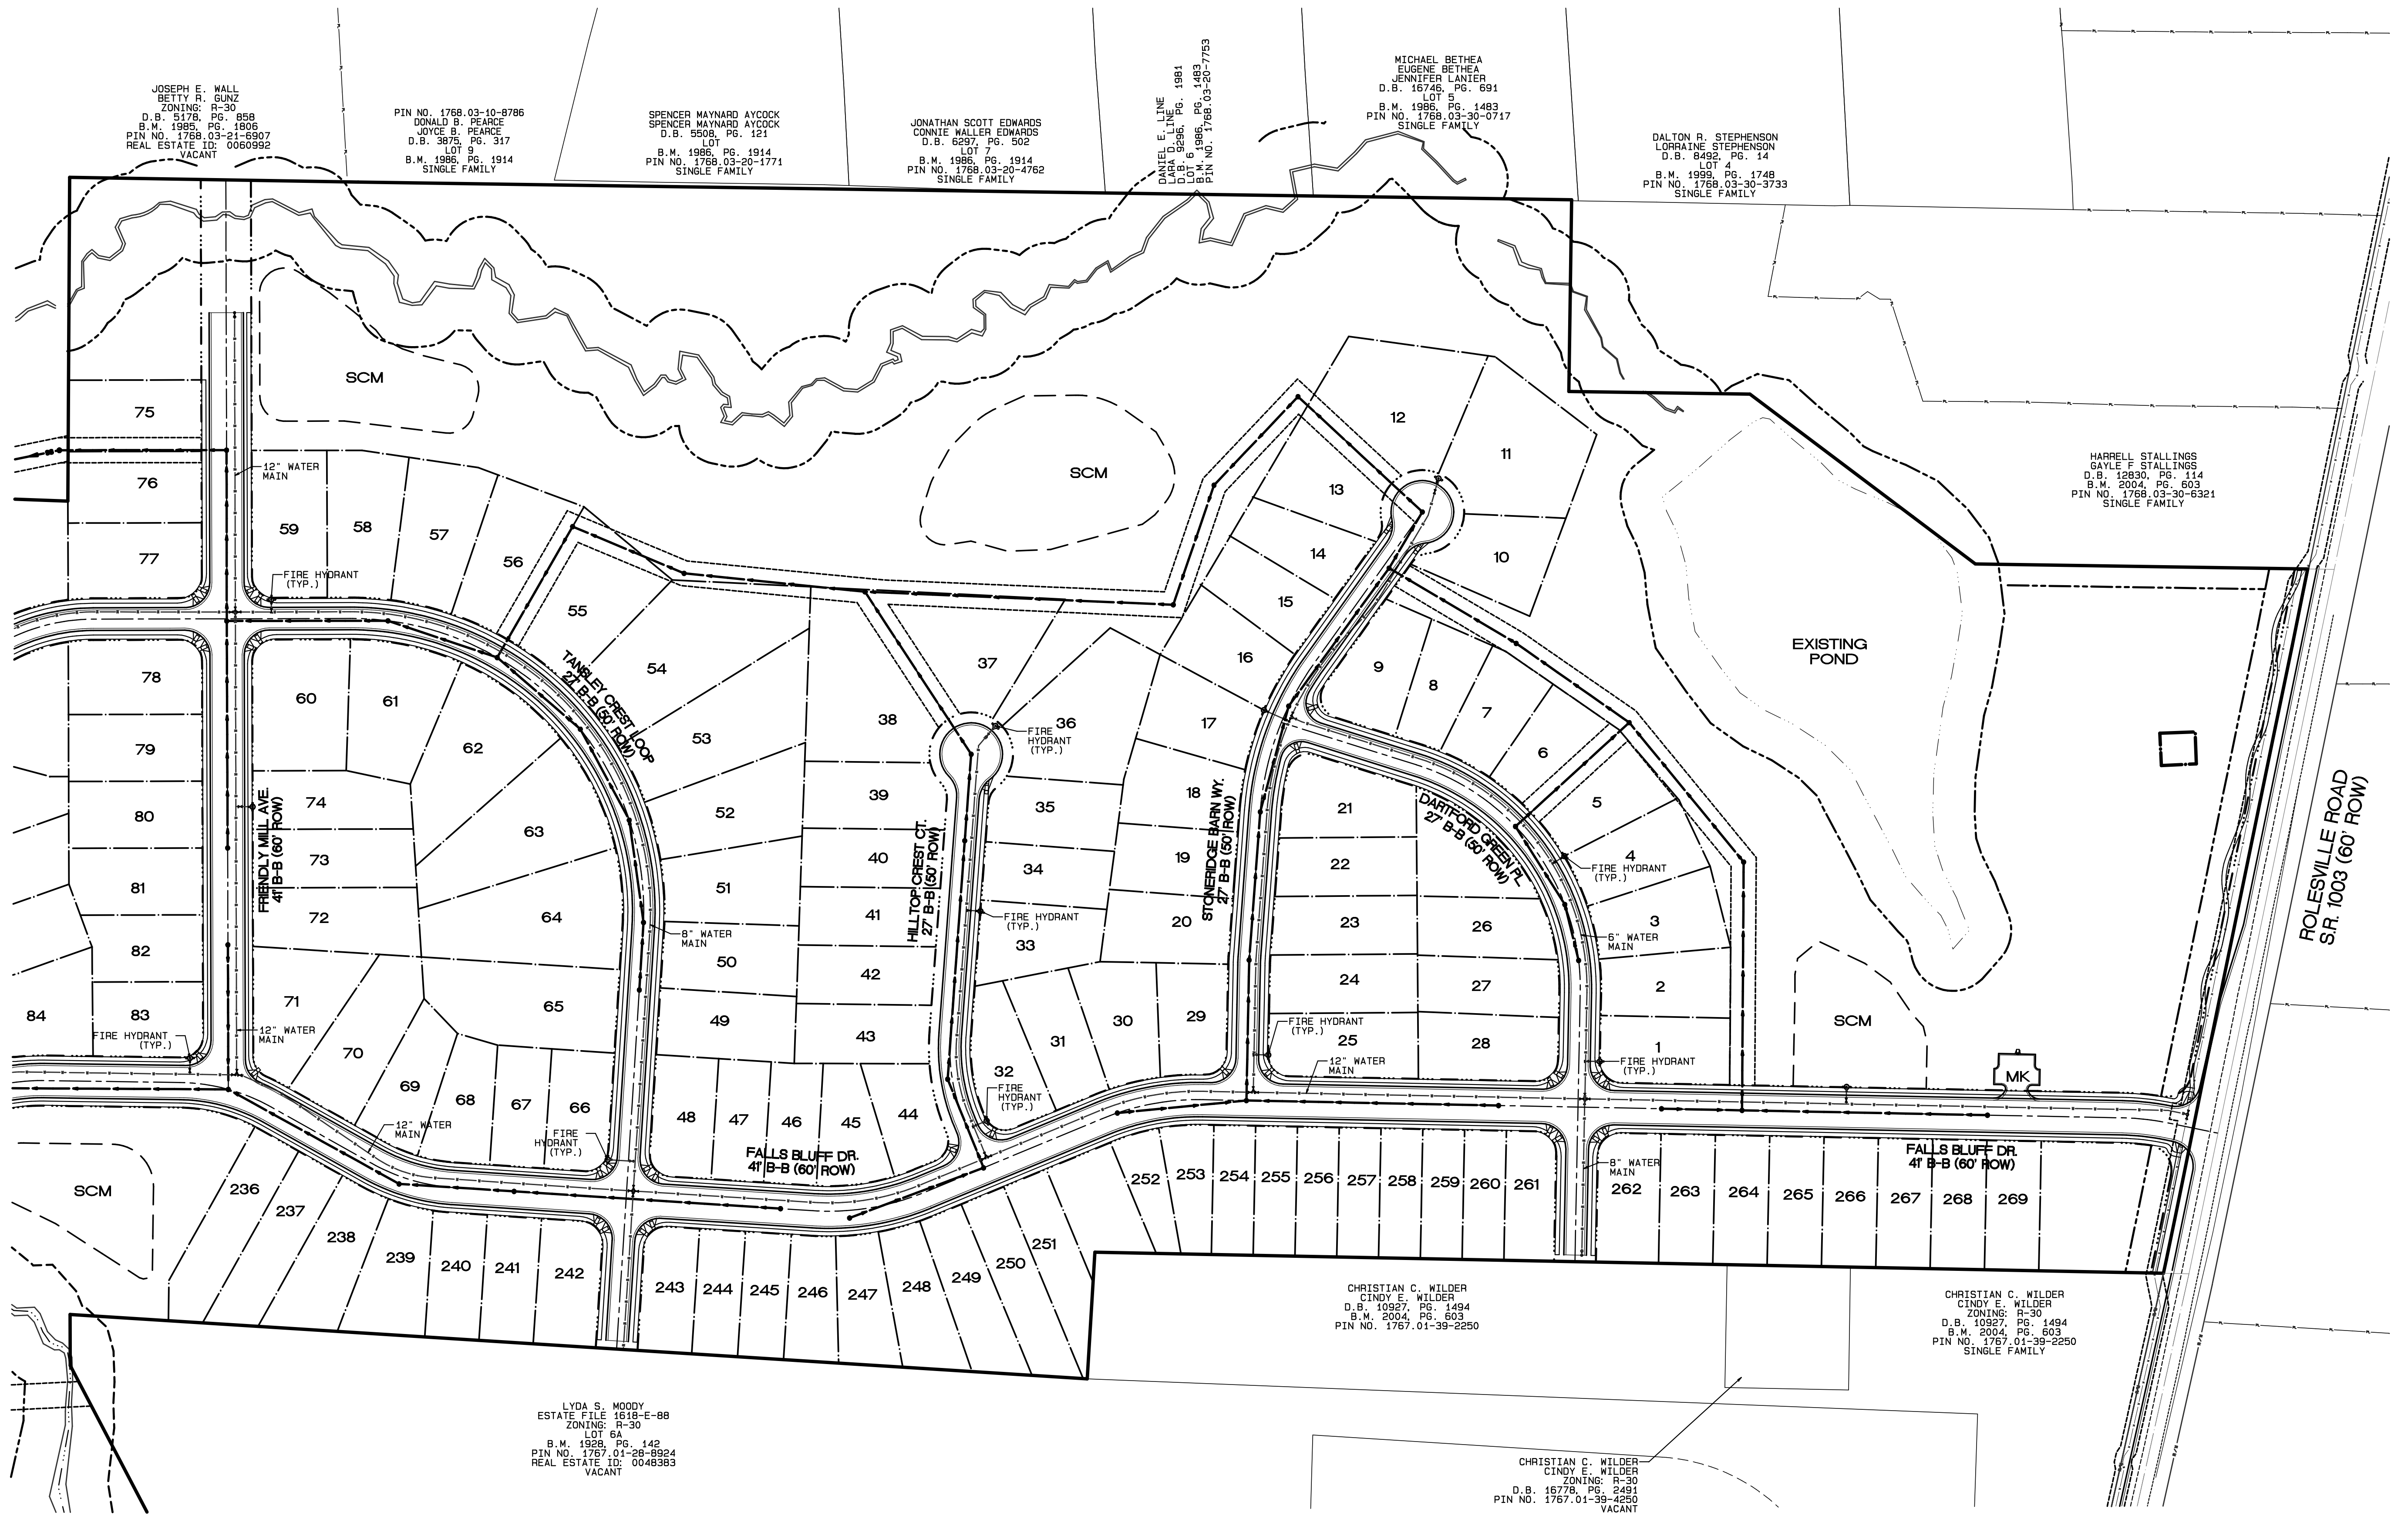 JOSEPH E. WALL
BETTY R. GUNZ
ZONING: R-30
D.B. 5178, PG. 858
B.M. 1985, PG. 1806
PIN NO. 1768.03-21-6907
REAL ESTATE ID: 0060992
VACANT
PIN NO. 1768.03-10-8786
DONALD B. PEARCE
JOYCE B. PEARCE
D.B. 3875, PG. 317
LOT 9
B.M. 1986, PG. 1914
SINGLE FAMILY
SPENCER MAYNARD AYCOCK
SPENCER MAYNARD AYCOCK
D.B. 5508, PG. 121
LOT
B.M. 1986, PG. 1914
PIN NO. 1768.03-20-1771
SINGLE FAMILY
JONATHAN SCOTT EDWARDS
CONNIE WALLER EDWARDS
D.B. 6297, PG. 502
LOT 7
B.M. 1986, PG. 1914
PIN NO. 1768.03-20-4762
SINGLE FAMILY
DANIEL E. LINE
LARA D. LINE
D.B. 9296, PG. 1981
LOT 6
B.M. 1986, PG. 1483
PIN NO. 1768.03-20-7753
MICHAEL BETHEA
EUGENE BETHEA
JENNIFER LANIER
D.B. 16746, PG. 691
LOT 5
B.M. 1986, PG. 1483
PIN NO. 1768.03-30-0717
SINGLE FAMILY
DALTON R. STEPHENSON
LORRAINE STEPHENSON
D.B. 8492, PG. 14
LOT 4
B.M. 1999, PG. 1748
PIN NO. 1768.03-30-3733
SINGLE FAMILY
HARRELL STALLINGS
GAYLE F STALLINGS
D.B. 12830, PG. 114
B.M. 2004, PG. 603
PIN NO. 1768.03-30-6321
SINGLE FAMILY
SCM
SCM
75
76
77
12" WATER
MAIN
59
58
57
56
55
54
53
52
51
50
49
FIRE HYDRANT
(TYP.)
12
11
13
14
10
15
16
9
8
7
6
5
4
3
2
1
EXISTING
POND
37
38
36
FIRE
HYDRANT
(TYP.)
39
35
40
34
41
33
FIRE HYDRANT
(TYP.)
42
43
17
18
19
20
21
22
23
26
24
27
25
28
FIRE HYDRANT
(TYP.)
6" WATER
MAIN
FIRE HYDRANT
(TYP.)
FIRE HYDRANT
(TYP.)
12" WATER
MAIN
SCM
MK
TANSLEY CREST LOOP
27' B-B (50' ROW)
FRIENDLY MILL AVE.
41' B-B (60' ROW)
HILLTOP CREST CT.
27' B-B (50' ROW)
STONERIDGE BARN WY.
27' B-B (50' ROW)
DARTFORD GREEN PL.
27' B-B (50' ROW)
ROLESVILLE ROAD
S.R. 1003 (60' ROW)
78
79
80
81
82
83
84
60
61
62
74
63
73
64
72
65
71
70
69
68
67
66
8" WATER
MAIN
FIRE HYDRANT
(TYP.)
12" WATER
MAIN
12" WATER
MAIN
FIRE
HYDRANT
(TYP.)
48
47
46
45
44
32
31
30
29
FIRE
HYDRANT
(TYP.)
FALLS BLUFF DR.
41' B-B (60' ROW)
FALLS BLUFF DR.
41' B-B (60' ROW)
8" WATER
MAIN
SCM
236
237
238
239
240
241
242
243
244
245
246
247
248
249
250
251
252
253
254
255
256
257
258
259
260
261
262
263
264
265
266
267
268
269
CHRISTIAN C. WILDER
CINDY E. WILDER
D.B. 10927, PG. 1494
B.M. 2004, PG. 603
PIN NO. 1767.01-39-2250
CHRISTIAN C. WILDER
CINDY E. WILDER
ZONING: R-30
D.B. 10927, PG. 1494
B.M. 2004, PG. 603
PIN NO. 1767.01-39-2250
SINGLE FAMILY
LYDA S. MOODY
ESTATE FILE 1618-E-88
ZONING: R-30
LOT 6A
B.M. 1928, PG. 142
PIN NO. 1767.01-28-8924
REAL ESTATE ID: 0048383
VACANT
CHRISTIAN C. WILDER
CINDY E. WILDER
ZONING: R-30
D.B. 16778, PG. 2491
PIN NO. 1767.01-39-4250
VACANT